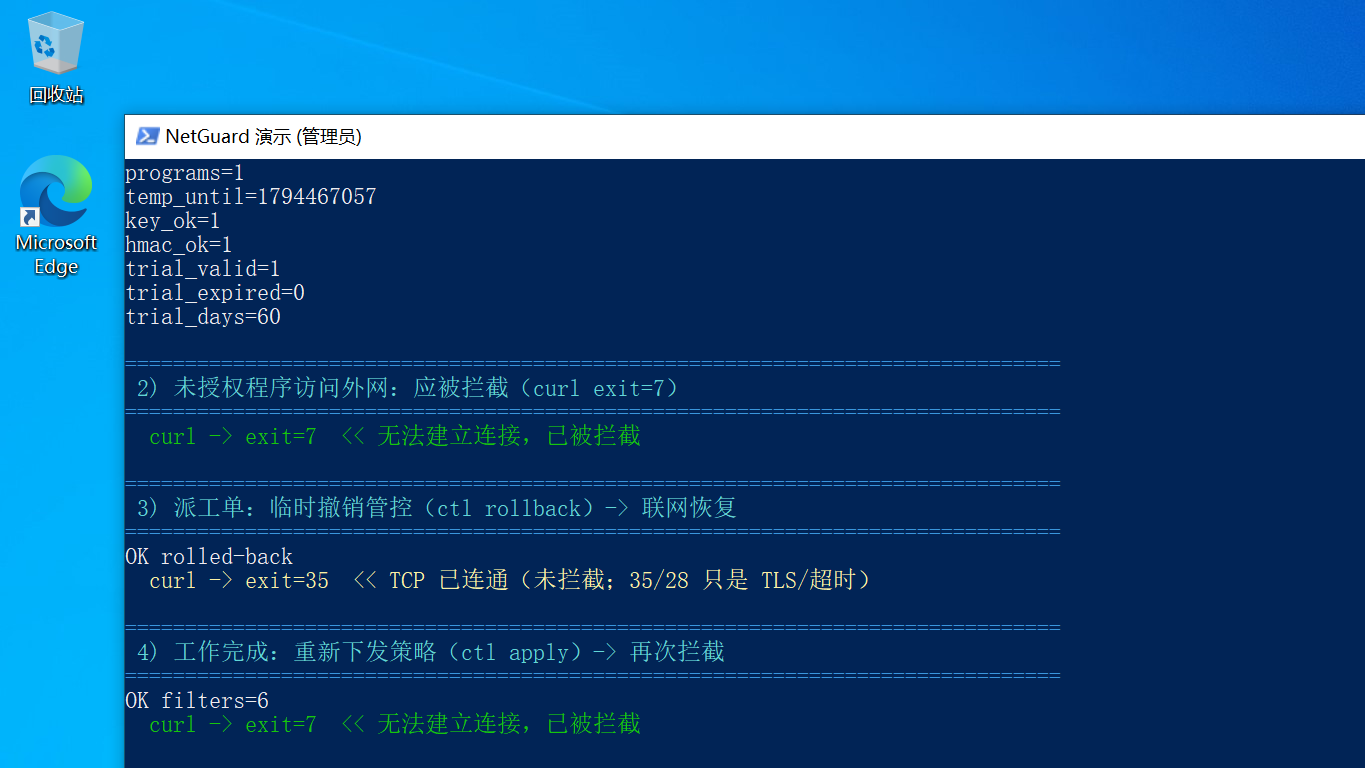 回收站
Microsoft
Edge
NetGuard 演示 (管理员)
programs=1
temp_until=1794467057
key_ok=1
hmac_ok=1
trial_valid=1
trial_expired=0
trial_days=60
==============================================================================
2) 未授权程序访问外网：应被拦截（curl exit=7）
==============================================================================
curl -> exit=7  << 无法建立连接，已被拦截
==============================================================================
3) 派工单：临时撤销管控（ctl rollback）-> 联网恢复
==============================================================================
OK rolled-back
curl -> exit=35  << TCP 已连通（未拦截；35/28 只是 TLS/超时）
==============================================================================
4) 工作完成：重新下发策略（ctl apply）-> 再次拦截
==============================================================================
OK filters=6
curl -> exit=7  << 无法建立连接，已被拦截